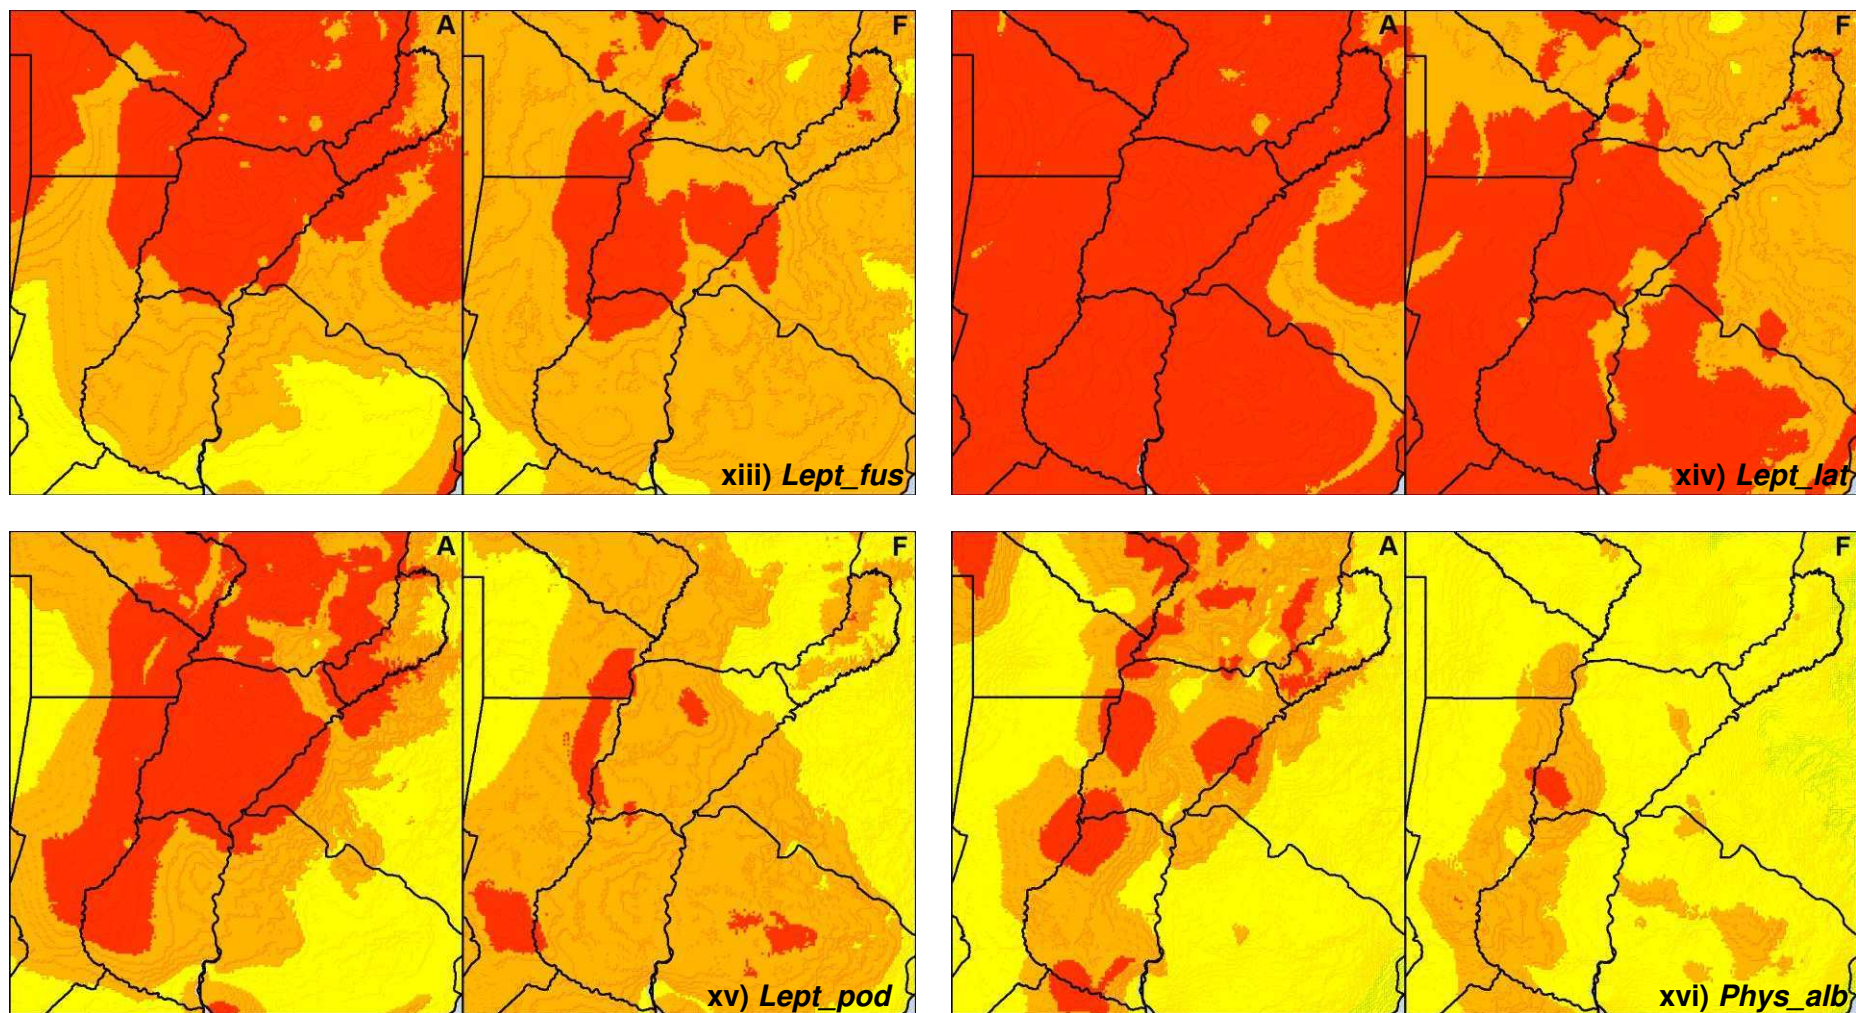 A
F
xiii) Lept_fus
A
F
xiv) Lept_lat
A
F
xv) Lept_pod
A
F
xvi) Phys_alb